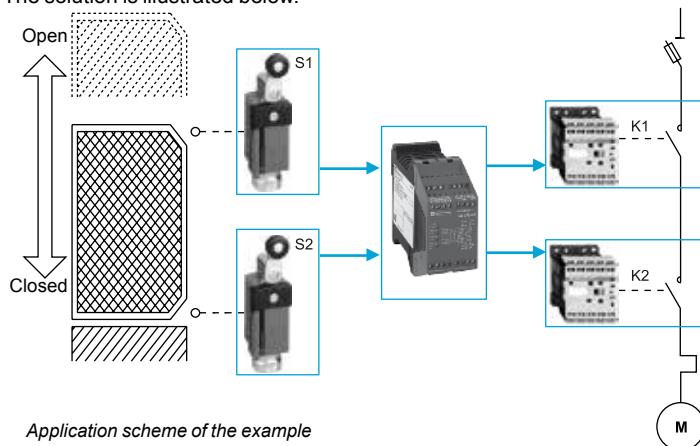 The solution is illustrated below.
Open
S1
K1
S2
K2
Closed
M
Application scheme of the example